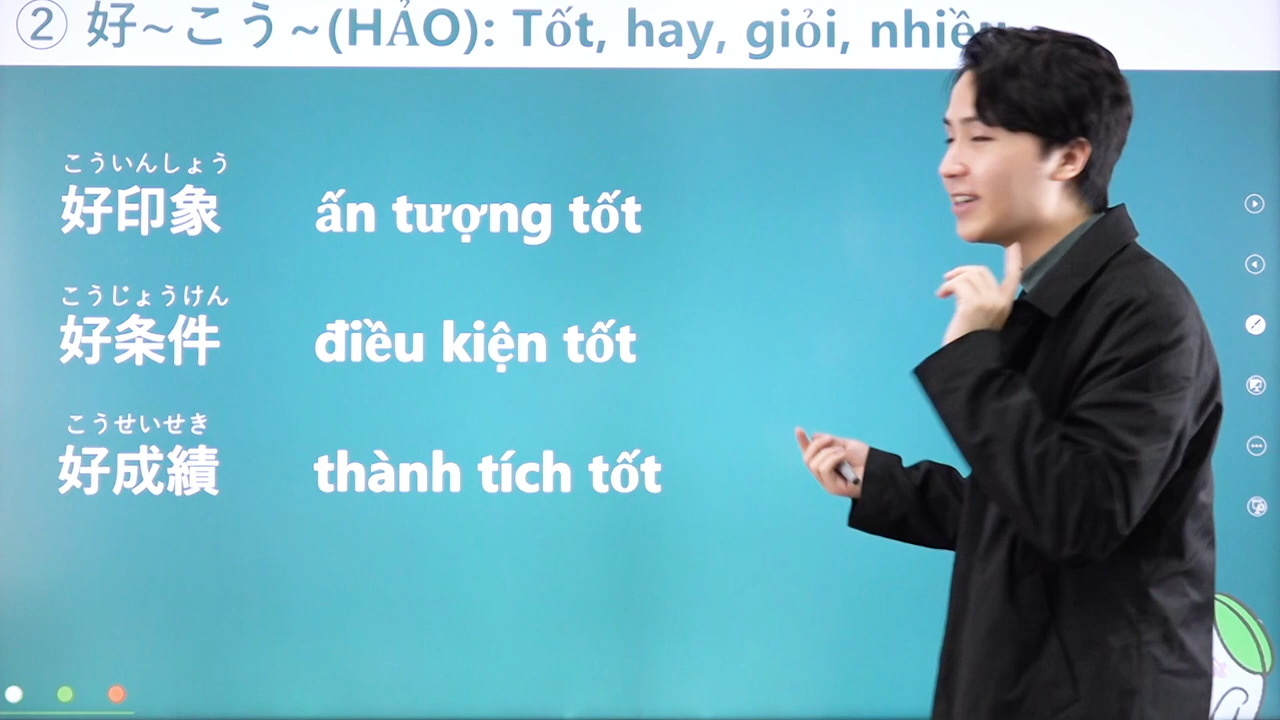 ② 好~こう~(HẢO): Tốt, hay, giỏi, nhiều
こういんしょう
好印象 ấn tượng tốt
こうじょうけん
好条件 điều kiện tốt
こうせいせき
好成績 thành tích tốt